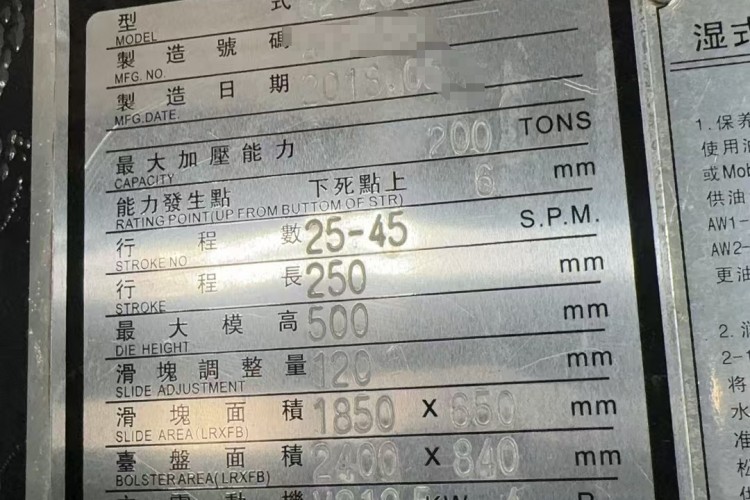 型 式
MODEL
製造號碼
MFG. NO.
製造日期
MFG.DATE.
最大加壓能力 200 TONS
CAPACITY
能力發生點 下死點上 6 mm
RATING POINT(UP FROM BUTTOM OF STR)
行程數 25-45 S.P.M.
STROKE NO
行程長 250 mm
STROKE
最大模高 500 mm
DIE HEIGHT
滑塊調整量 120 mm
SLIDE ADJUSTMENT
滑塊面積 1850 X 650 mm
SLIDE AREA(LRXFB)
臺盤面積 2400 X 840 mm
BOLSTERAREA(LRXFB)
湿式
1.保养
使用油
或Mob
供油
AW1-
AW2-
更油
2.
2-1
将
水
准
松